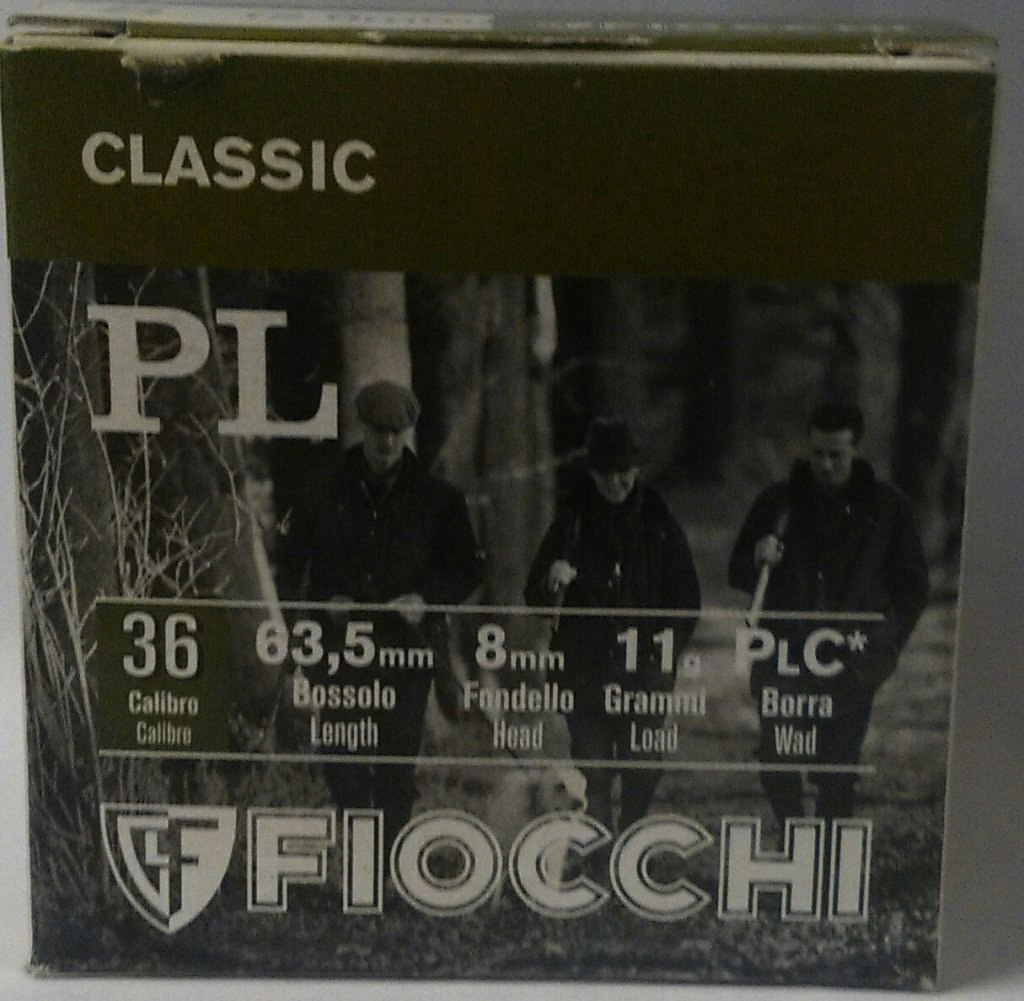 CLASSIC
PL
36 63,5mm 8mm 11g PLC*
Calibro Bossolo Fondello Grammi Borra
Calibre Length Head Load Wad
FIOCCHI